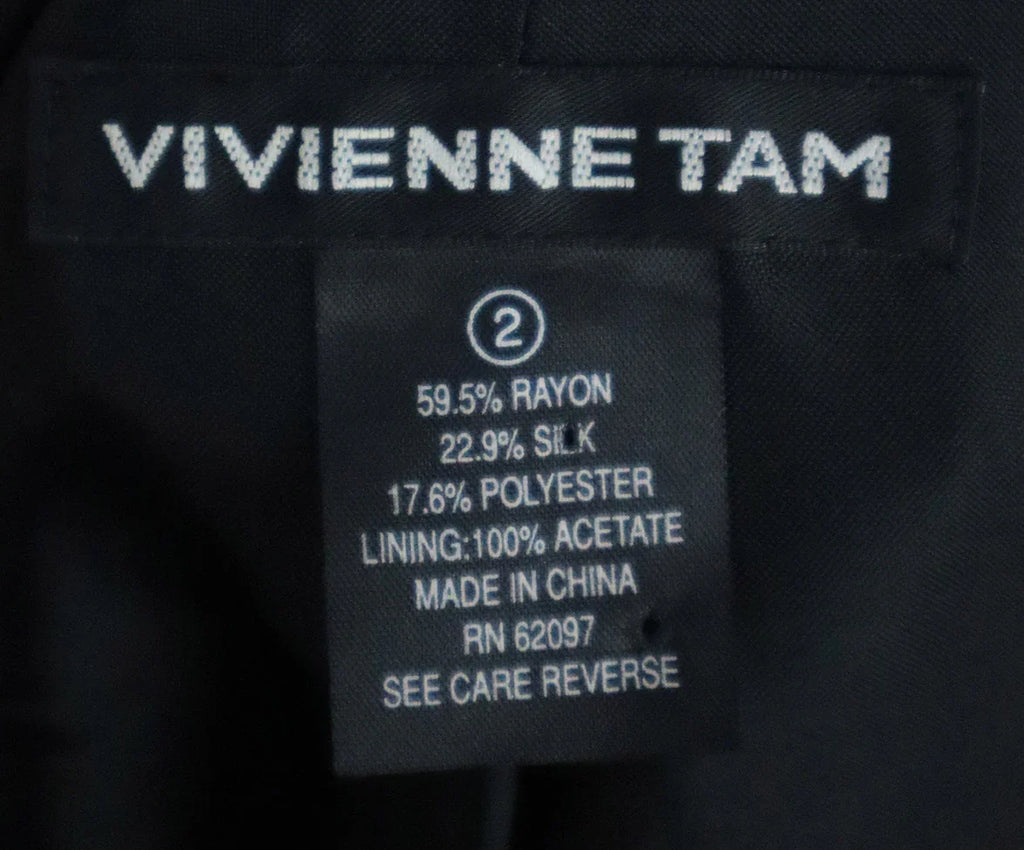 VIVIENNE TAM
2
59.5% RAYON
22.9% SILK
17.6% POLYESTER
LINING:100% ACETATE
MADE IN CHINA
RN 62097
SEE CARE REVERSE